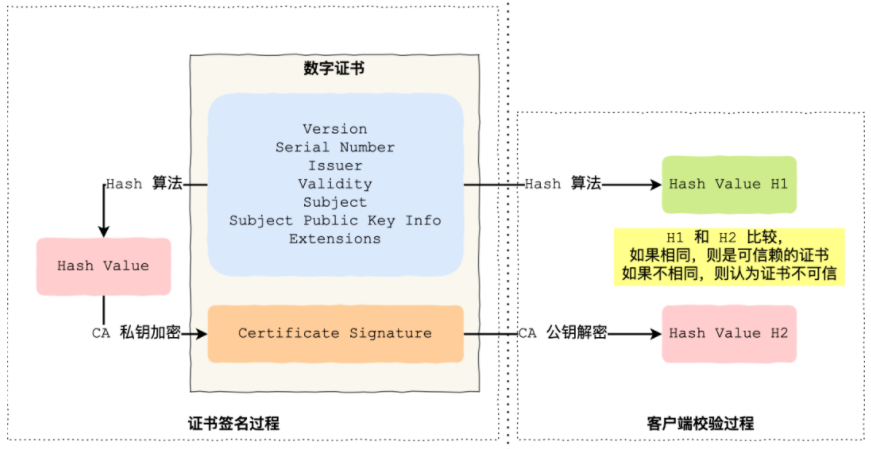 数字证书
Version
Serial Number
Issuer
Validity
Subject
Subject Public Key Info
Extensions
Hash 算法
Hash Value
CA 私钥加密
Certificate Signature
证书签名过程
Hash 算法
Hash Value H1
H1 和 H2 比较，
如果相同，则是可信赖的证书
如果不相同，则认为证书不可信
CA 公钥解密
Hash Value H2
客户端校验过程